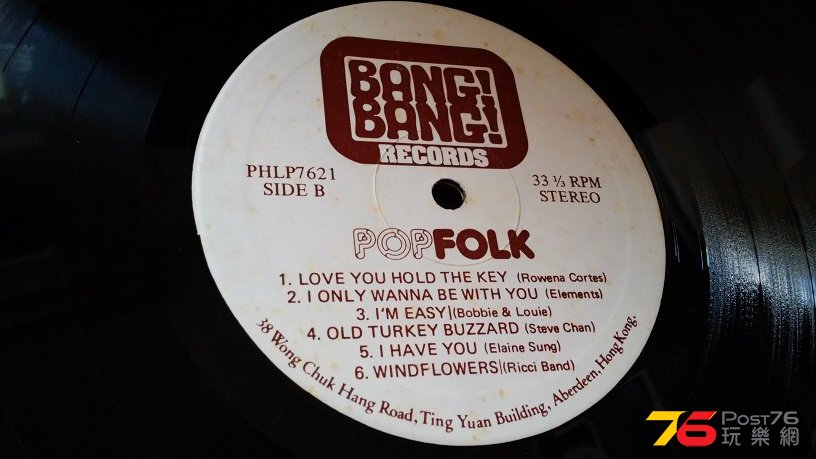 BANG!
BANG!
RECORDS
PHLP7621
SIDE B
33 ⅓ RPM
STEREO
POPFOLK
1. LOVE YOU HOLD THE KEY (Rowena Cortes)
2. I ONLY WANNA BE WITH YOU (Elements)
3. I'M EASY (Bobbie & Louie)
4. OLD TURKEY BUZZARD (Steve Chan)
5. I HAVE YOU (Elaine Sung)
6. WINDFLOWERS (Ricci Band)
38 Wong Chuk Hang Road, Ting Yuan Building, Aberdeen, Hong Kong.
76 POST76
玩樂網